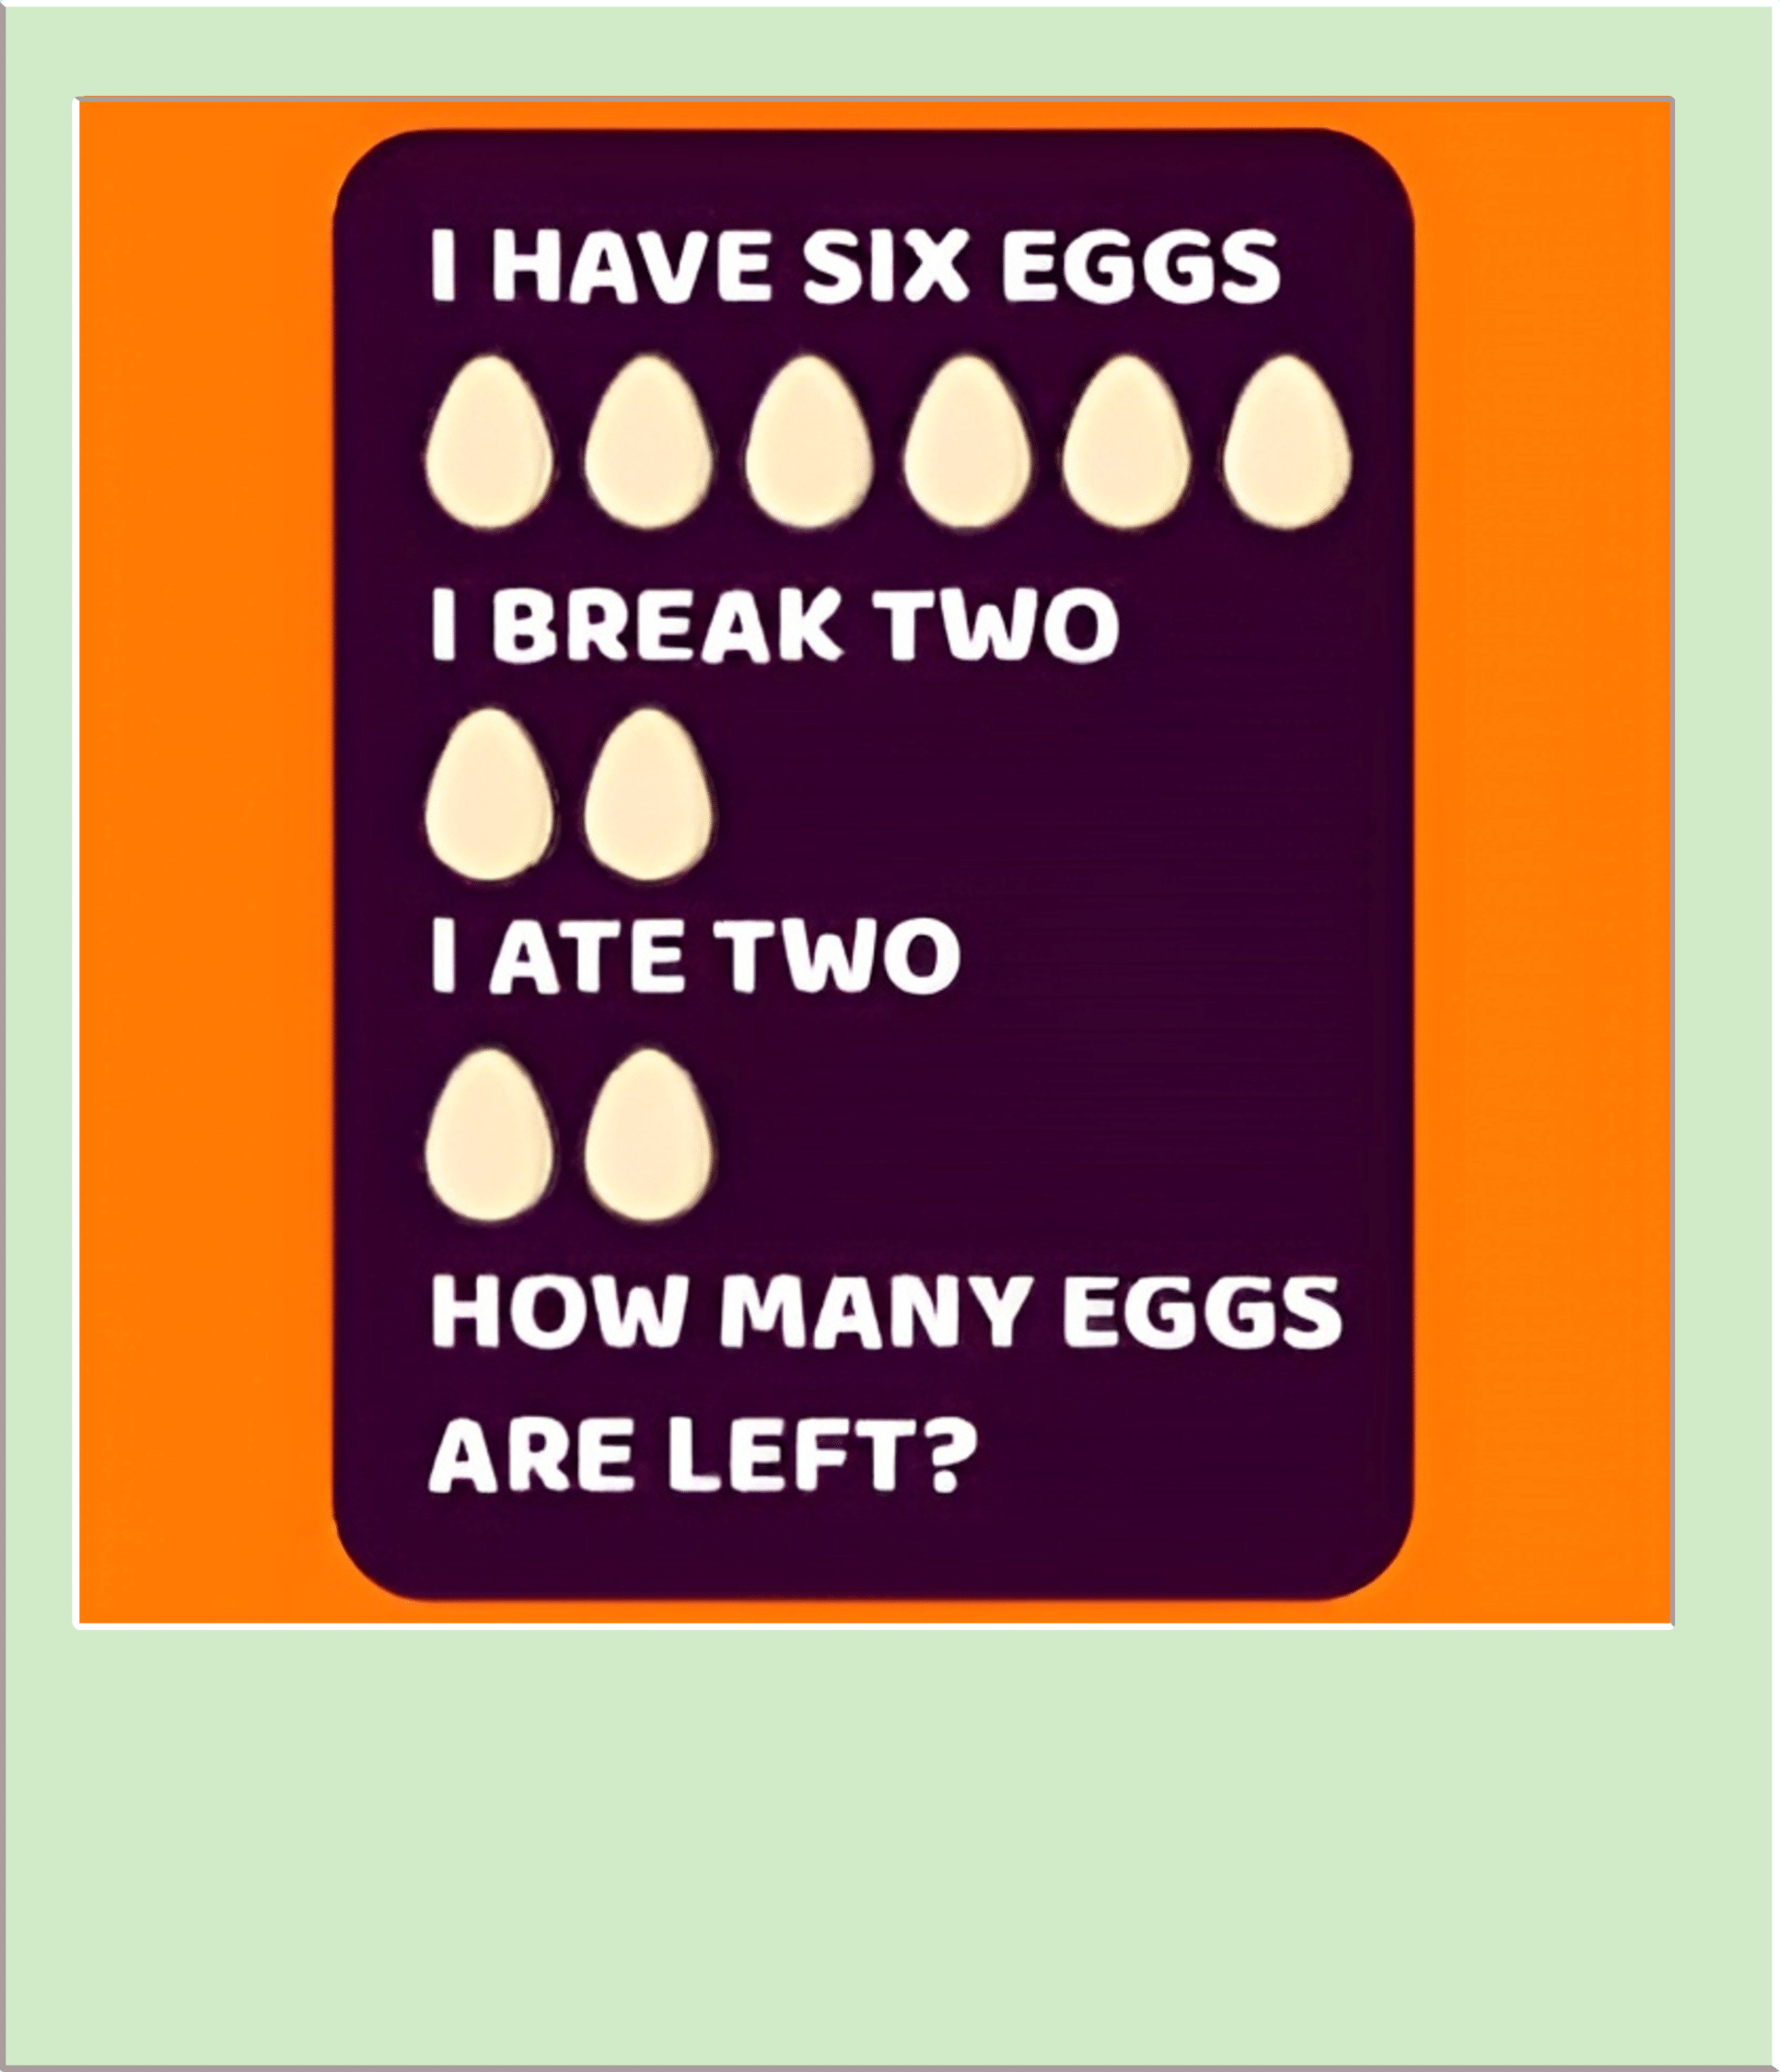 I HAVE SIX EGGS
I BREAK TWO
I ATE TWO
HOW MANY EGGS
ARE LEFT?